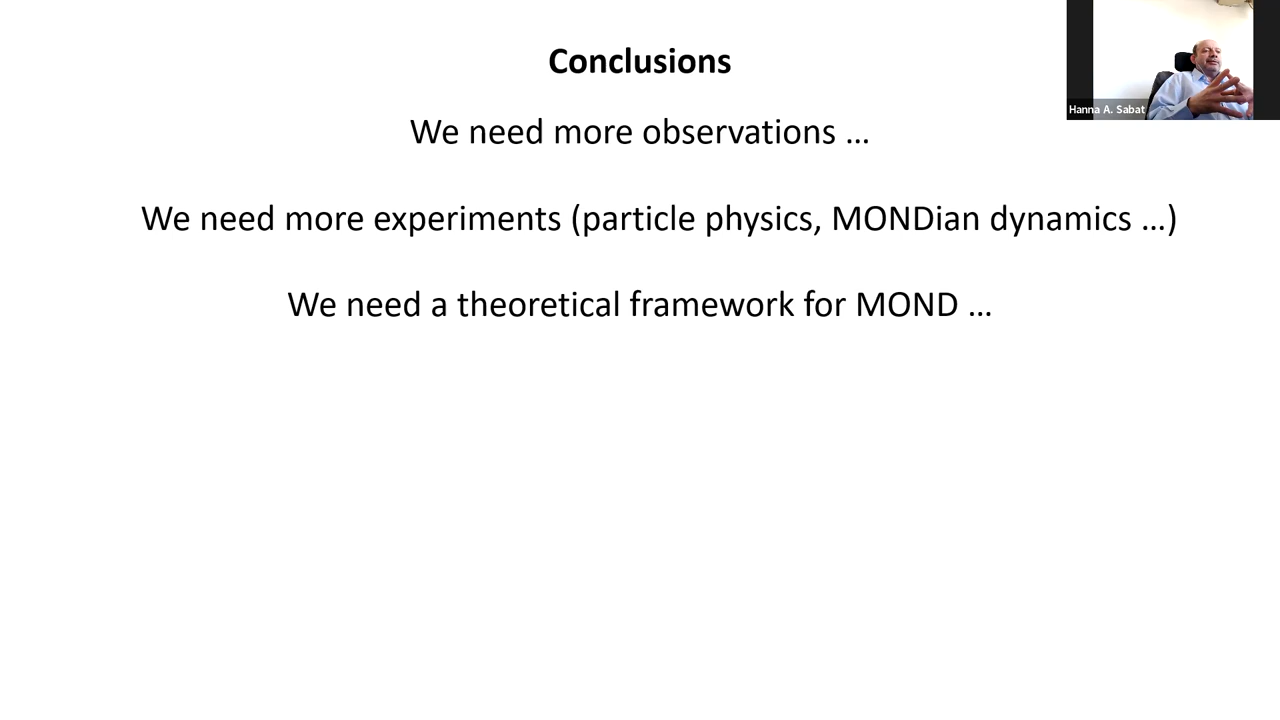 Conclusions
We need more observations …
We need more experiments (particle physics, MONDian dynamics …)
We need a theoretical framework for MOND …
Hanna A. Sabat